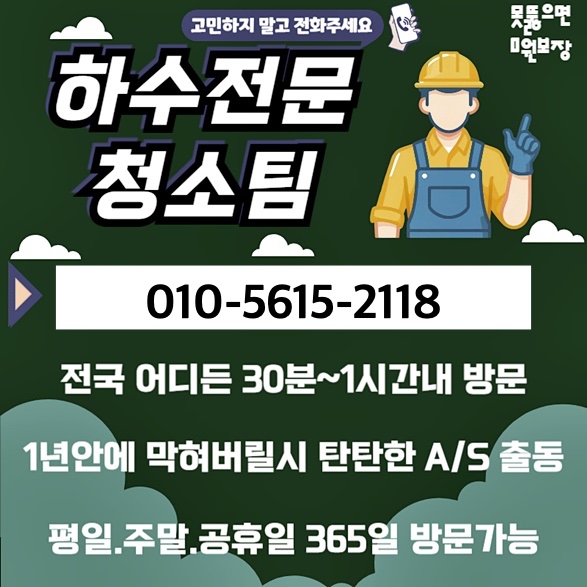 고민하지 말고 전화주세요
못뚫으면
0원보장
하수전문
청소팀
010-5615-2118
전국 어디든 30분~1시간내 방문
1년안에 막혀버릴시 탄탄한 A/S 출동
평일.주말.공휴일 365일 방문가능